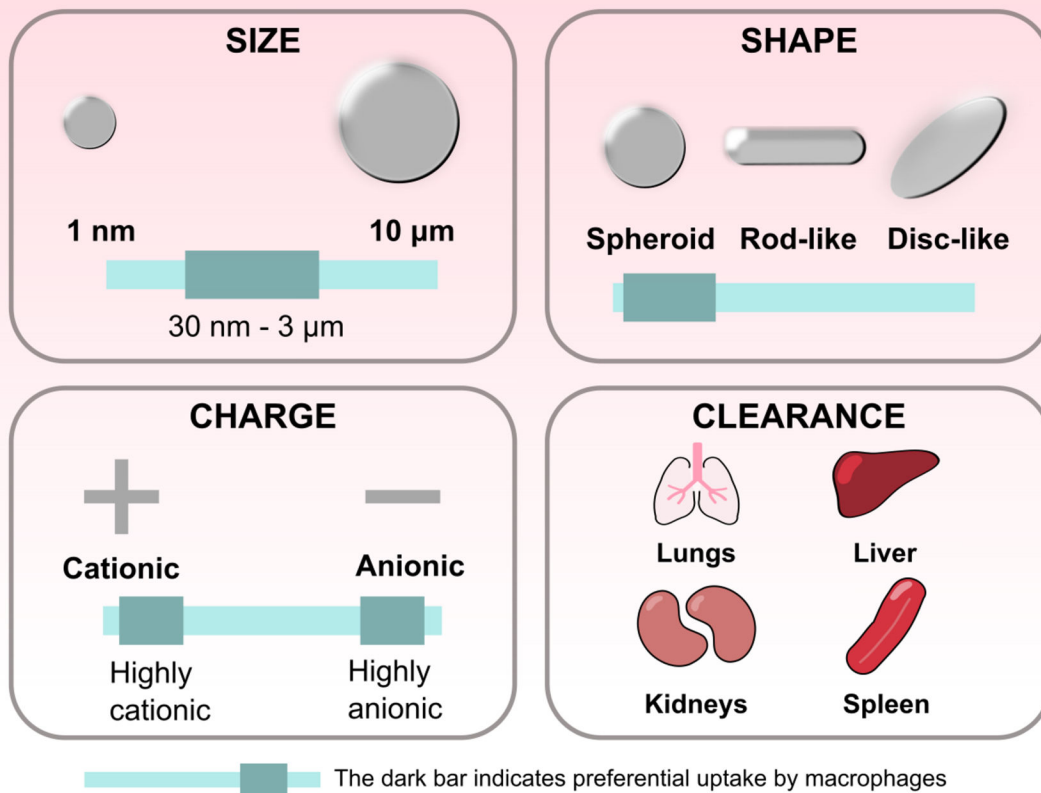 SIZE
1 nm
10 µm
30 nm - 3 µm
SHAPE
Spheroid
Rod-like
Disc-like
CHARGE
Cationic
Anionic
Highly
cationic
Highly
anionic
CLEARANCE
Lungs
Liver
Kidneys
Spleen
The dark bar indicates preferential uptake by macrophages